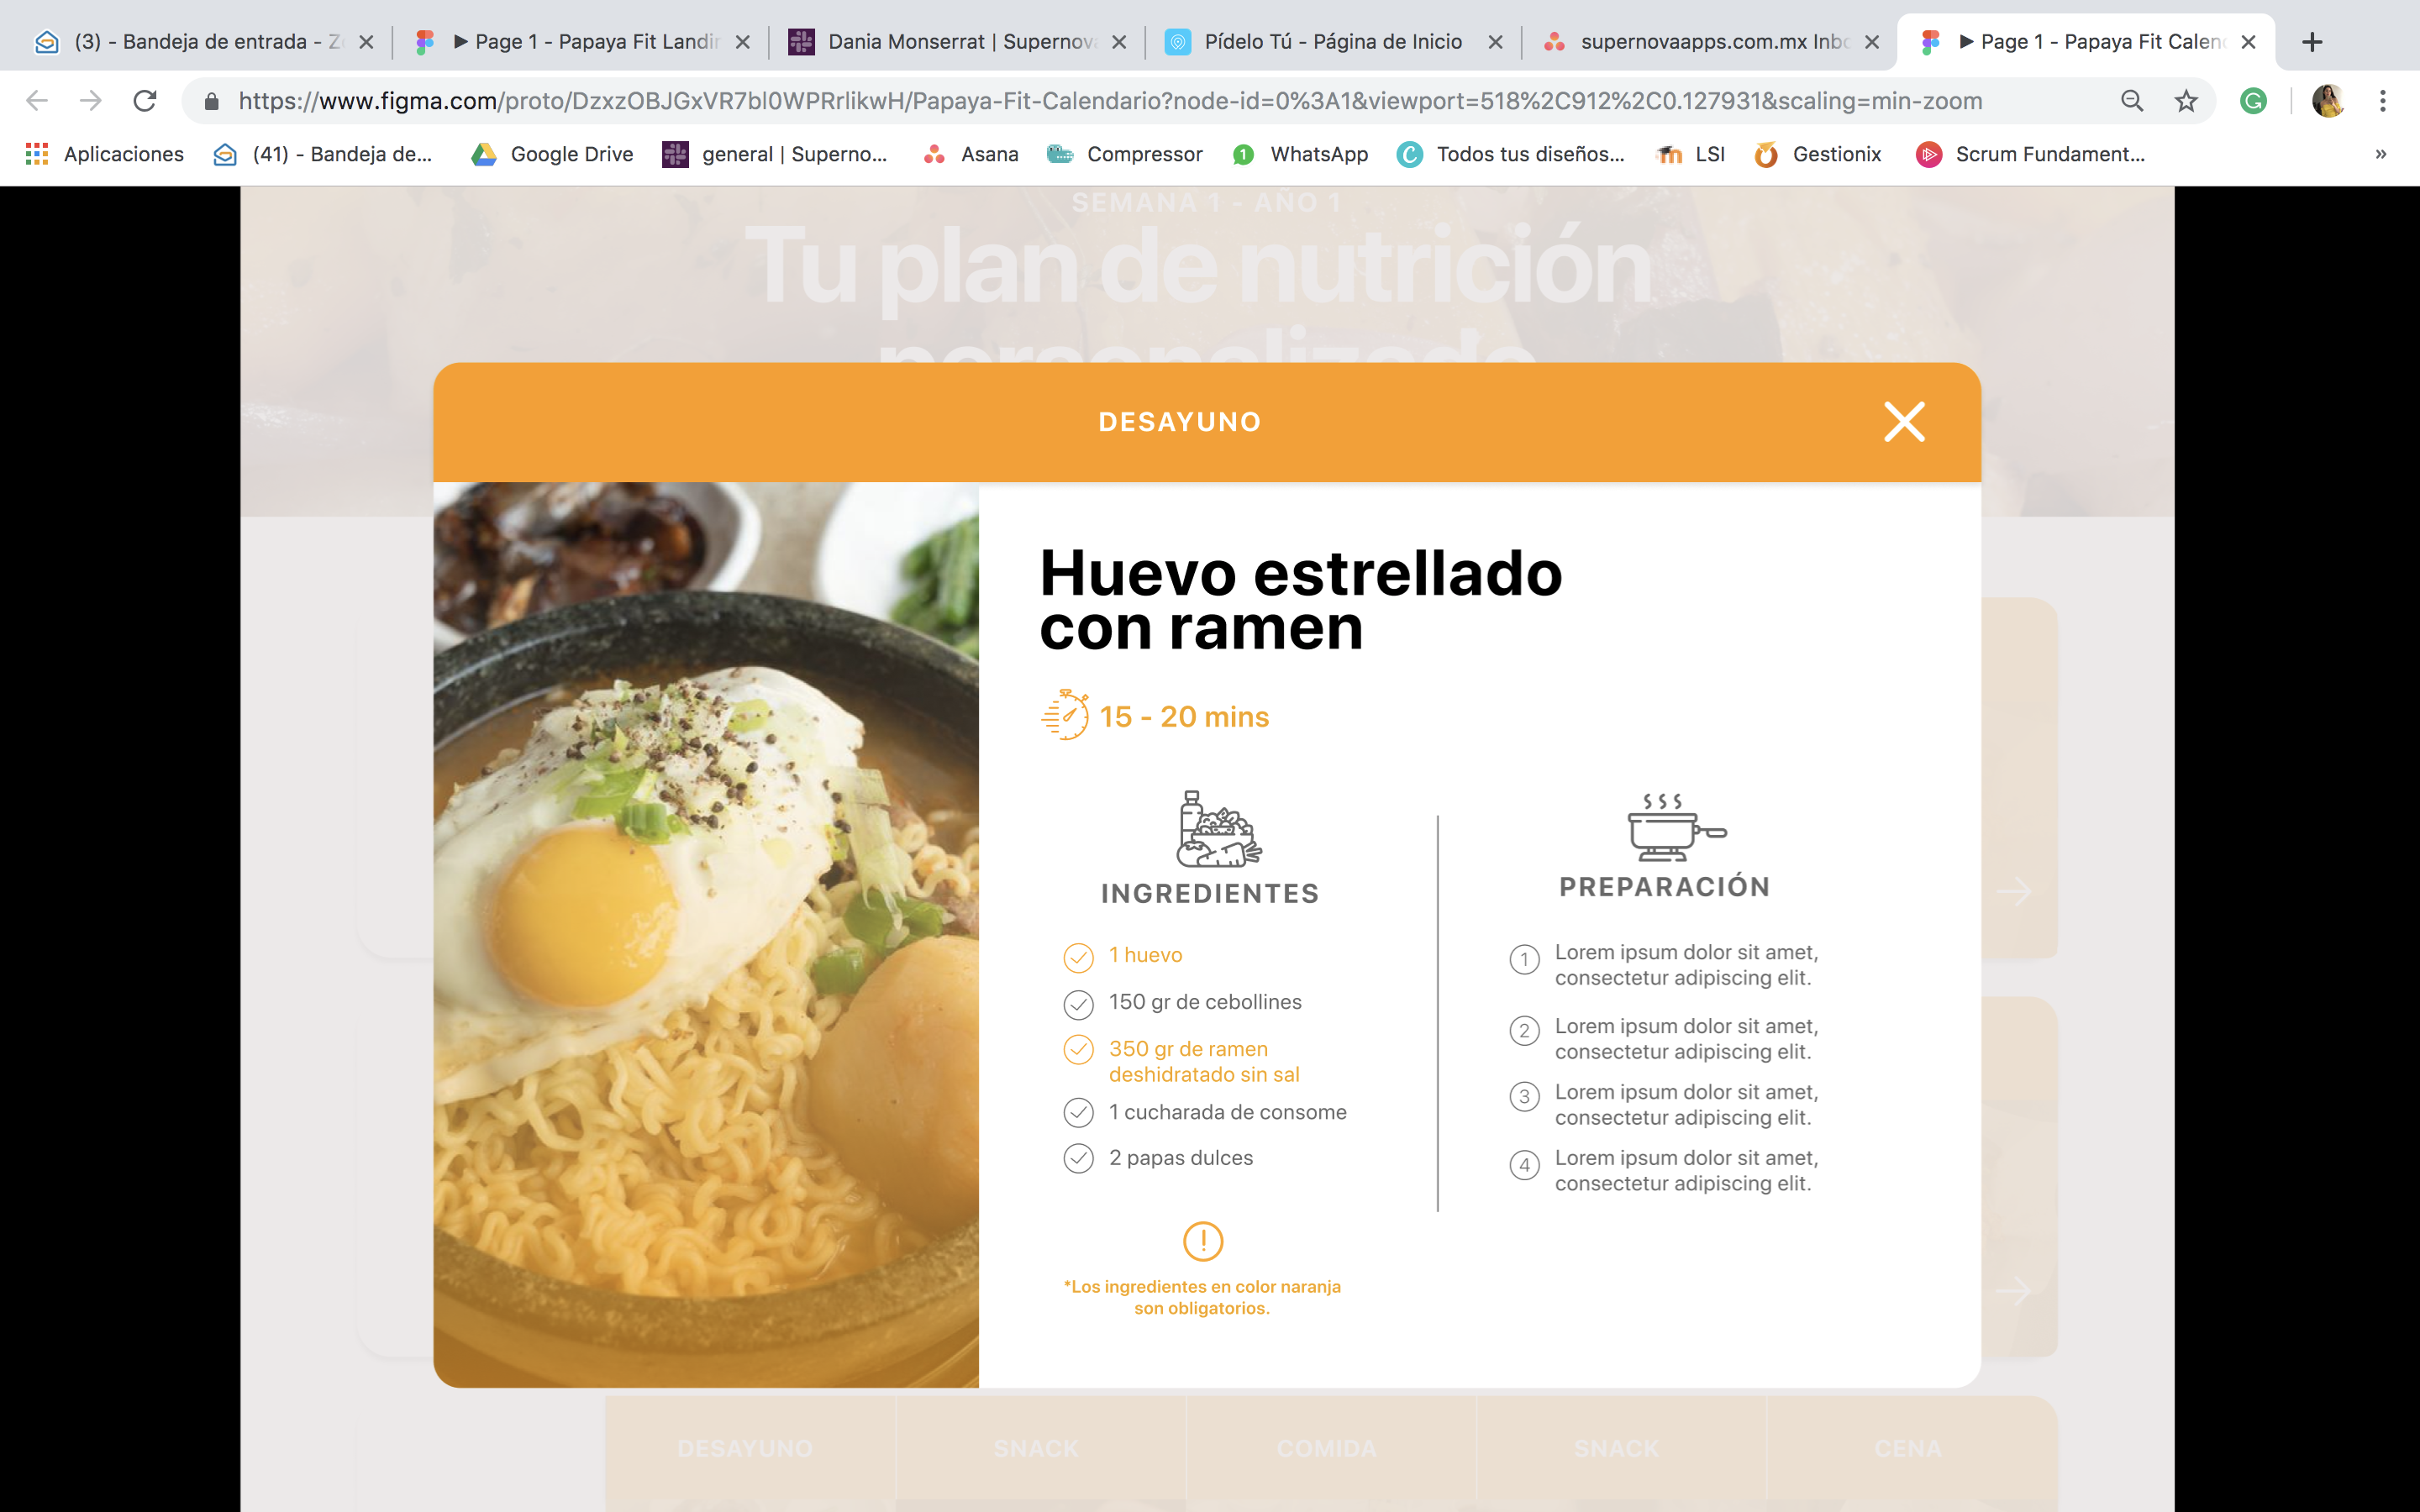 (3) - Bandeja de entrada - Z
Page 1 - Papaya Fit Landir
Dania Monserrat | Supernova
Pídelo Tú - Página de Inicio
supernovaapps.com.mx Inbo
Page 1 - Papaya Fit Calend
https://www.figma.com/proto/DzxzOBJGxVR7bl0WPRrlikwH/Papaya-Fit-Calendario?node-id=0%3A1&viewport=518%2C912%2C0.127931&scaling=min-zoom
Aplicaciones
(41) - Bandeja de...
Google Drive
general | Superno...
Asana
Compressor
WhatsApp
Todos tus diseños...
LSI
Gestionix
Scrum Fundament...
»
SEMANA 1 - AÑO 1
Tu plan de nutrición
personalizado
DESAYUNO
Huevo estrellado
con ramen
15 - 20 mins
INGREDIENTES
1 huevo
150 gr de cebollines
350 gr de ramen
deshidratado sin sal
1 cucharada de consome
2 papas dulces
*Los ingredientes en color naranja
son obligatorios.
PREPARACIÓN
1 Lorem ipsum dolor sit amet,
consectetur adipiscing elit.
2 Lorem ipsum dolor sit amet,
consectetur adipiscing elit.
3 Lorem ipsum dolor sit amet,
consectetur adipiscing elit.
4 Lorem ipsum dolor sit amet,
consectetur adipiscing elit.
DESAYUNO
SNACK
COMIDA
SNACK
CENA